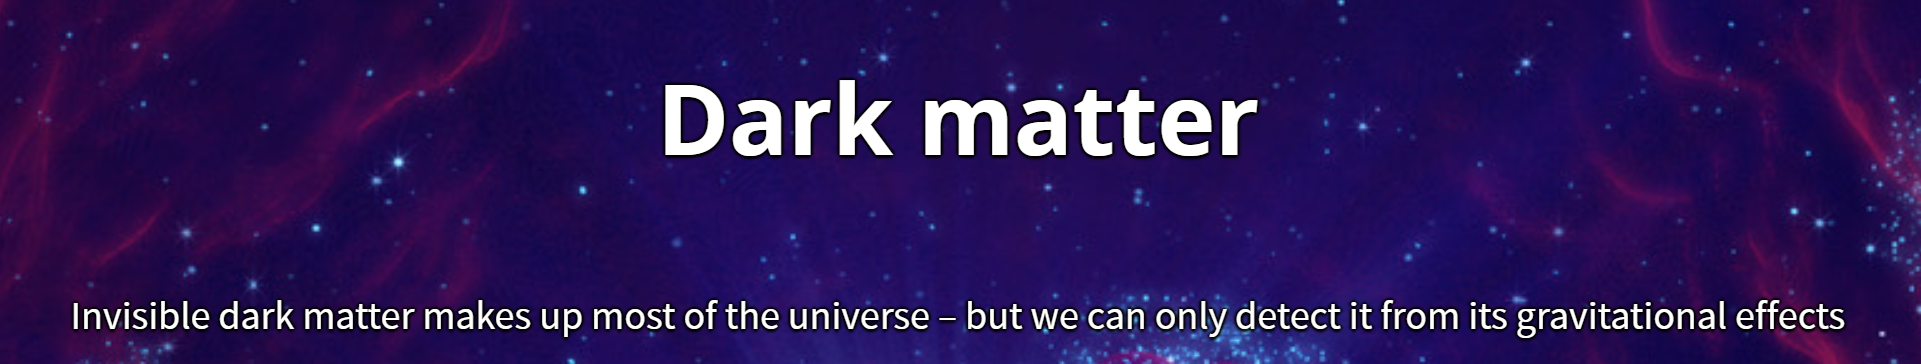 Dark matter
Invisible dark matter makes up most of the universe – but we can only detect it from its gravitational effects